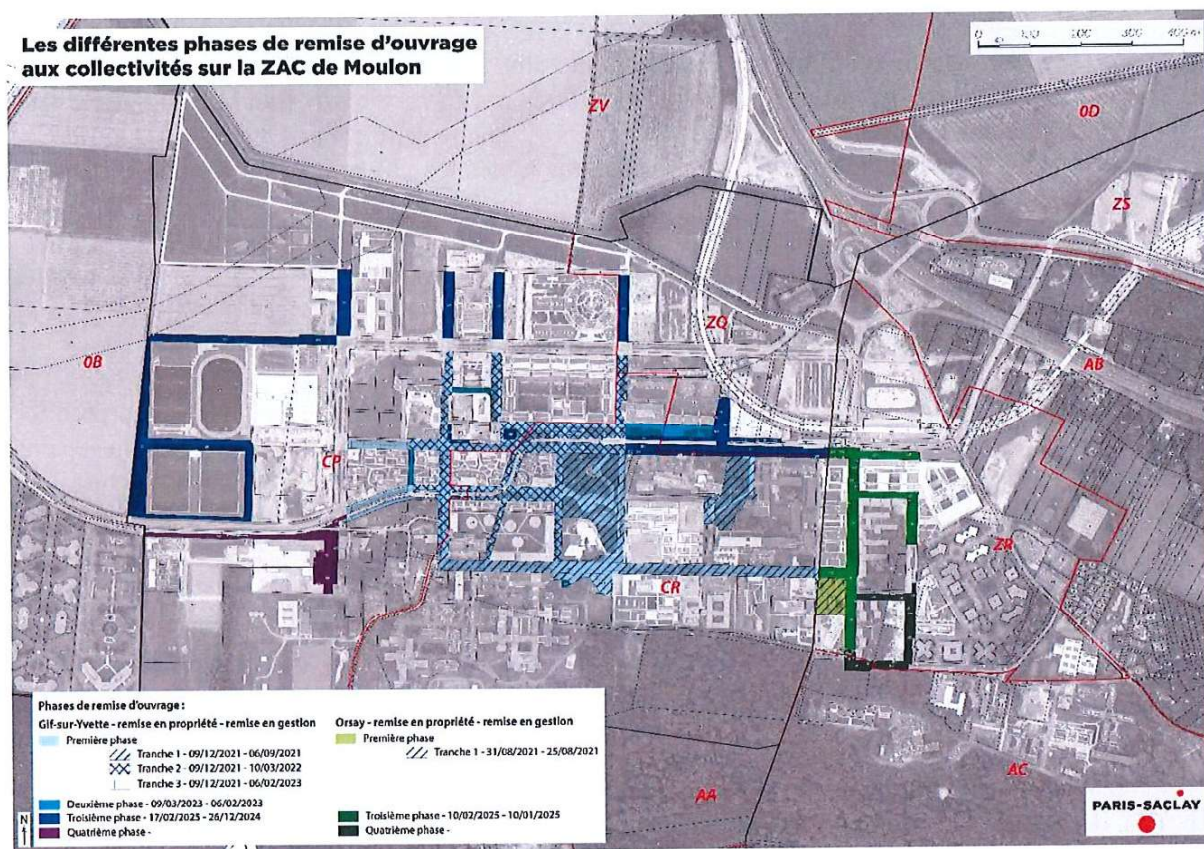 Les différentes phases de remise d'ouvrage
aux collectivités sur la ZAC de Moulon
0 100 200 300 400 m
ZV
0D
ZS
ZQ
0B
AB
CP
ZR
CR
AC
AA
Phases de remise d'ouvrage :
Gif-sur-Yvette - remise en propriété - remise en gestion
Première phase
Tranche 1 - 09/12/2021 - 06/09/2021
Tranche 2 - 09/12/2021 - 10/03/2022
Tranche 3 - 09/12/2021 - 06/02/2023
Deuxième phase - 09/03/2023 - 06/02/2023
Troisième phase - 17/02/2025 - 26/12/2024
Quatrième phase -
Orsay - remise en propriété - remise en gestion
Première phase
Tranche 1 - 31/08/2021 - 25/08/2021
Troisième phase - 10/02/2025 - 10/01/2025
Quatrième phase -
N
PARIS-SACLAY